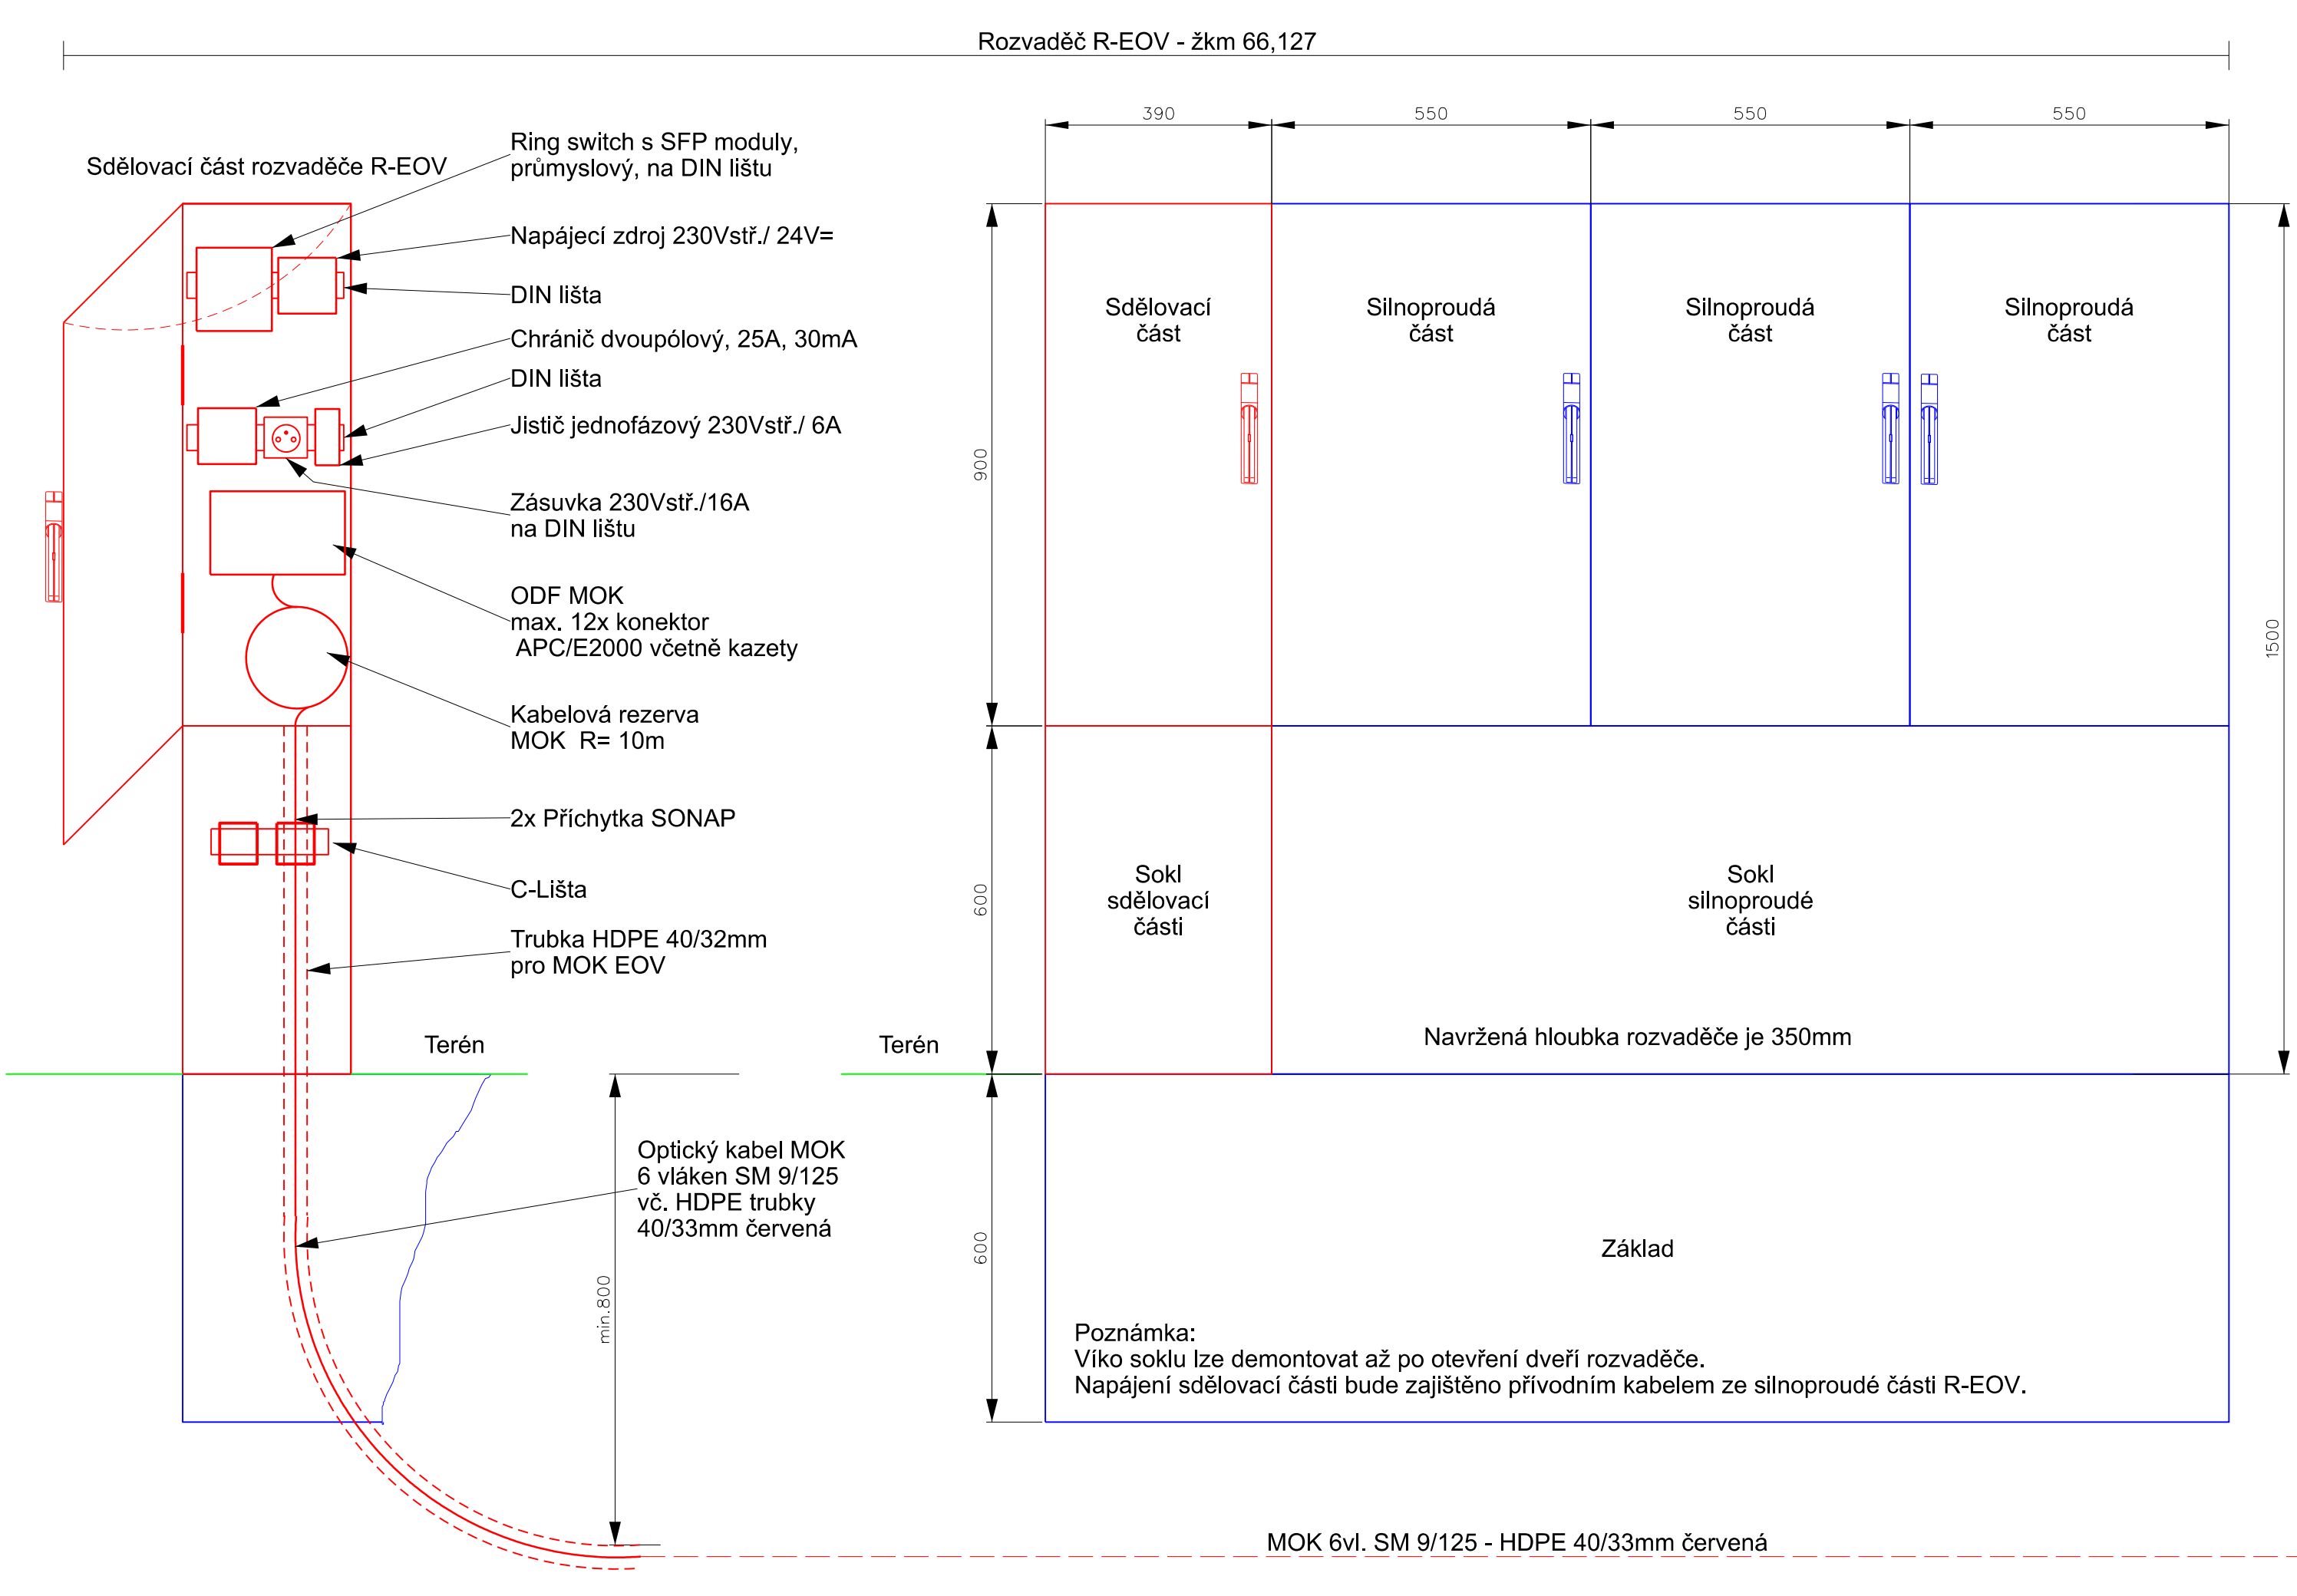 Rozvaděč R-EOV - žkm 66,127
390
550
550
550
Sdělovací část rozvaděče R-EOV
Ring switch s SFP moduly,
průmyslový, na DIN lištu
Napájecí zdroj 230Vstř./ 24V=
DIN lišta
Chránič dvoupólový, 25A, 30mA
DIN lišta
Jistič jednofázový 230Vstř./ 6A
Zásuvka 230Vstř./16A
na DIN lištu
ODF MOK
max. 12x konektor
APC/E2000 včetně kazety
Kabelová rezerva
MOK  R= 10m
2x Příchytka SONAP
C-Lišta
Trubka HDPE 40/32mm
pro MOK EOV
Terén
Optický kabel MOK
6 vláken SM 9/125
vč. HDPE trubky
40/33mm červená
min.800
Terén
900
600
600
1500
Sdělovací
část
Silnoproudá
část
Silnoproudá
část
Silnoproudá
část
Sokl
sdělovací
části
Sokl
silnoproudé
části
Navržená hloubka rozvaděče je 350mm
Základ
Poznámka:
Víko soklu lze demontovat až po otevření dveří rozvaděče.
Napájení sdělovací části bude zajištěno přívodním kabelem ze silnoproudé části R-EOV.
MOK 6vl. SM 9/125 - HDPE 40/33mm červená